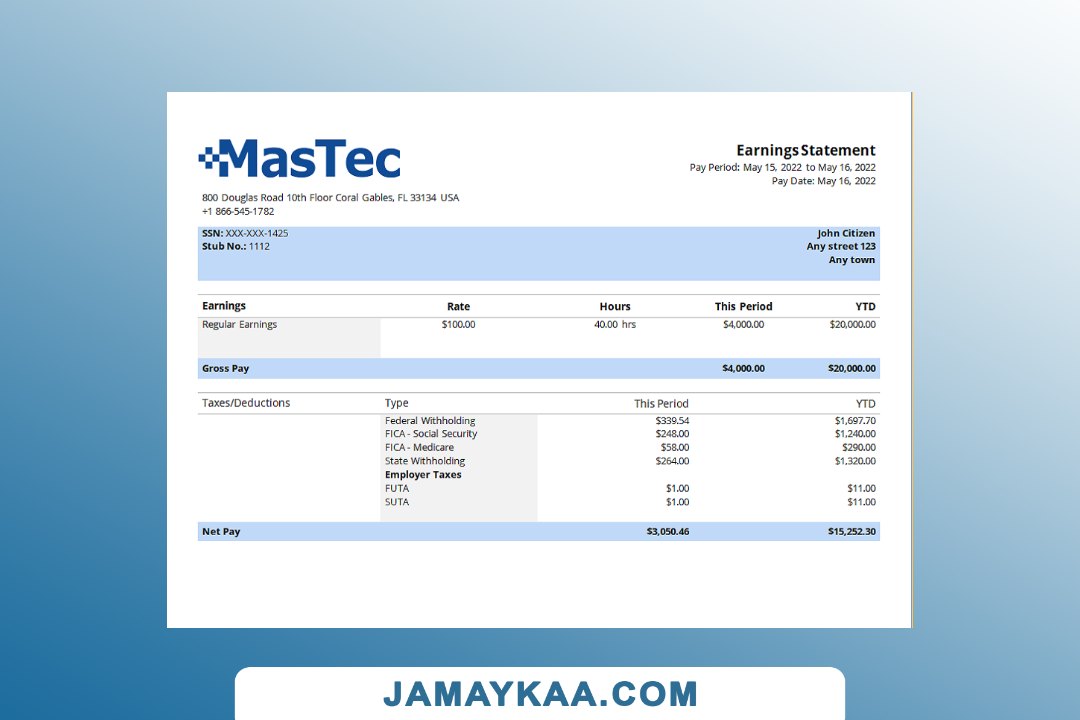 MasTec
Earnings Statement
Pay Period: May 15, 2022 to May 16, 2022
Pay Date: May 16, 2022
800 Douglas Road 10th Floor Coral Gables, FL 33134 USA
+1 866-545-1782
SSN: XXX-XXX-1425 John Citizen
Stub No.: 1112 Any street 123
Any town
Earnings Rate Hours This Period YTD
Regular Earnings $100.00 40.00 hrs $4,000.00 $20,000.00
Gross Pay $4,000.00 $20,000.00
Taxes/Deductions Type This Period YTD
Federal Withholding $339.54 $1,697.70
FICA - Social Security $248.00 $1,240.00
FICA - Medicare $58.00 $290.00
State Withholding $264.00 $1,320.00
Employer Taxes
FUTA $1.00 $11.00
SUTA $1.00 $11.00
Net Pay $3,050.46 $15,252.30
JAMAYKAA.COM